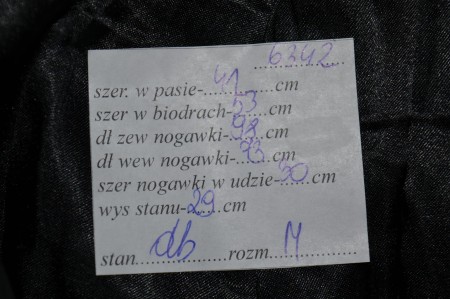 6242
szer. w pasie-41cm
szer w biodrach-53cm
dł zew nogawki-98cm
dł wew nogawki-73cm
szer nogawki w udzie-30cm
wys stanu-29cm
stan db rozm M